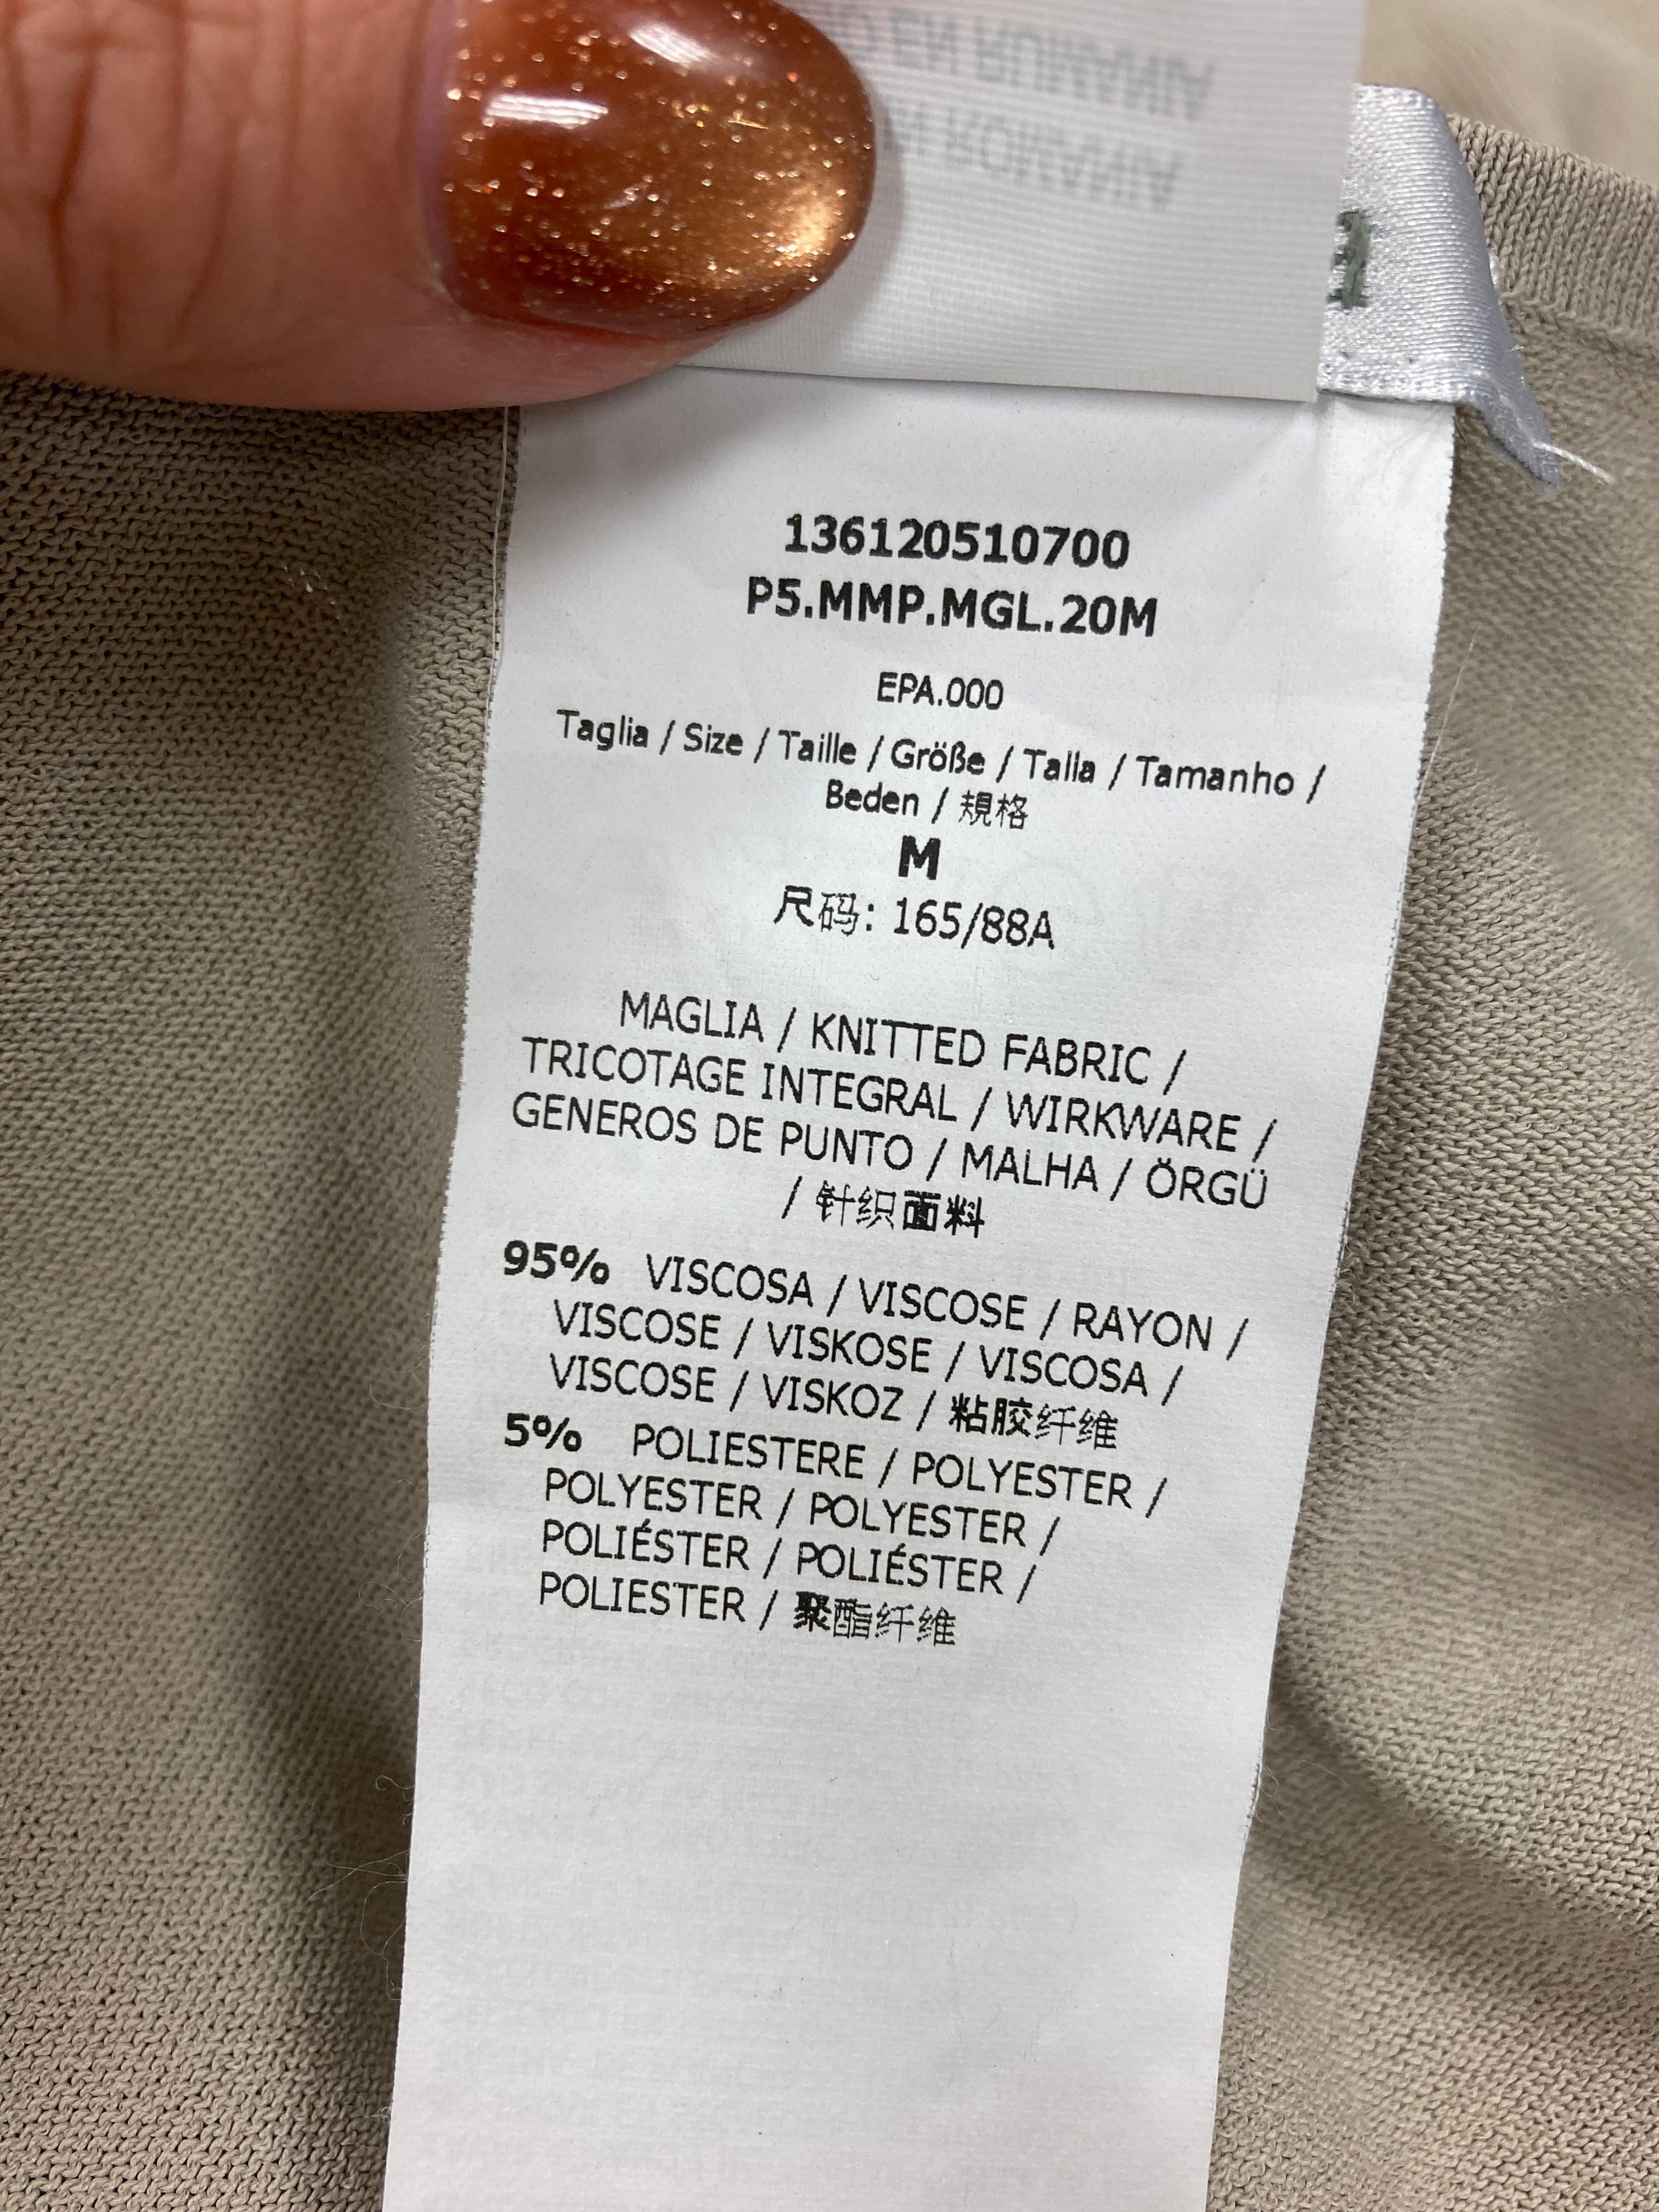 EN RUMANIA
ROMANIA
136120510700
P5.MMP.MGL.20M
EPA.000
Taglia / Size / Taille / Größe / Talla / Tamanho /
Beden / 規格
M
尺码: 165/88A
MAGLIA / KNITTED FABRIC /
TRICOTAGE INTEGRAL / WIRKWARE /
GENEROS DE PUNTO / MALHA / ÖRGÜ
/ 针织面料
95% VISCOSA / VISCOSE / RAYON /
VISCOSE / VISKOSE / VISCOSA /
VISCOSE / VISKOZ / 粘胶纤维
5% POLIESTERE / POLYESTER /
POLYESTER / POLYESTER /
POLIÉSTER / POLIÉSTER /
POLIESTER / 聚酯纤维